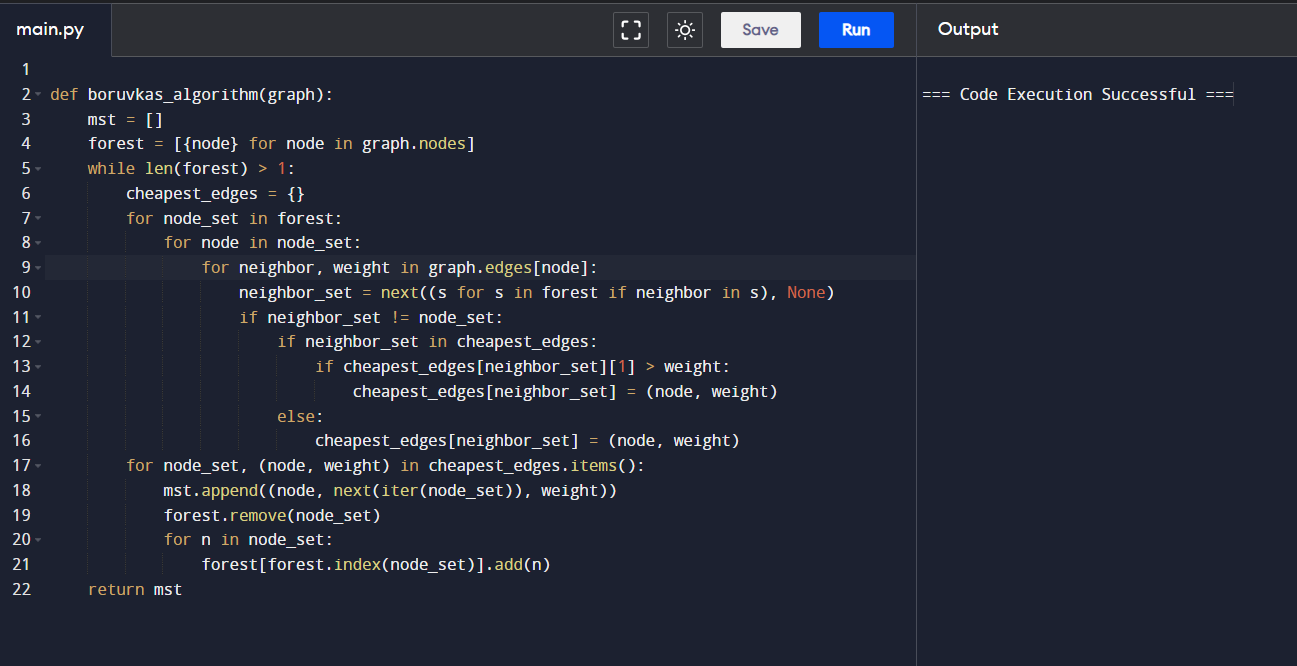 main.py
Save
Run
Output
1
2 def boruvkas_algorithm(graph):
3     mst = []
4     forest = [{node} for node in graph.nodes]
5     while len(forest) > 1:
6         cheapest_edges = {}
7         for node_set in forest:
8             for node in node_set:
9                 for neighbor, weight in graph.edges[node]:
10                     neighbor_set = next((s for s in forest if neighbor in s), None)
11                     if neighbor_set != node_set:
12                         if neighbor_set in cheapest_edges:
13                             if cheapest_edges[neighbor_set][1] > weight:
14                                 cheapest_edges[neighbor_set] = (node, weight)
15                         else:
16                             cheapest_edges[neighbor_set] = (node, weight)
17         for node_set, (node, weight) in cheapest_edges.items():
18             mst.append((node, next(iter(node_set)), weight))
19             forest.remove(node_set)
20             for n in node_set:
21                 forest[forest.index(node_set)].add(n)
22     return mst
=== Code Execution Successful ===